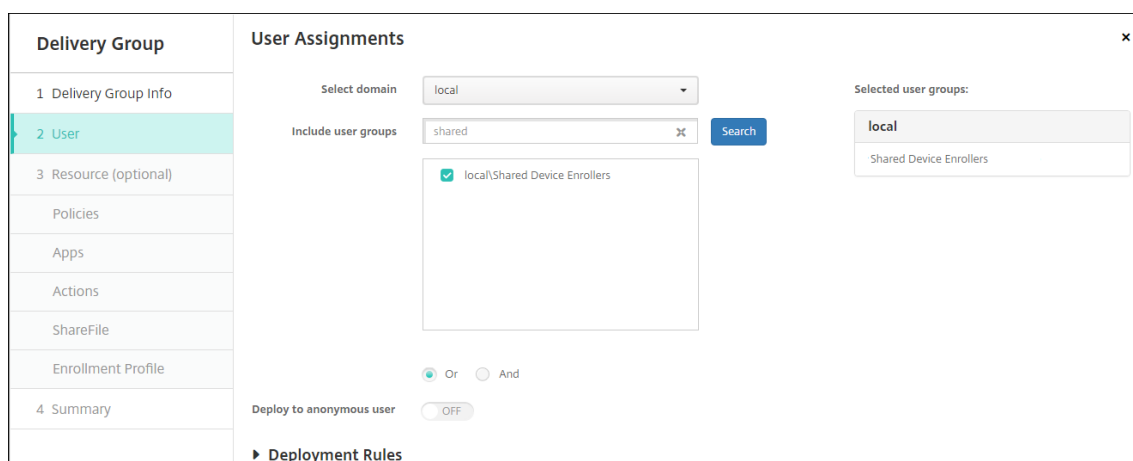 Delivery Group
1 Delivery Group Info
2 User
3 Resource (optional)
Policies
Apps
Actions
ShareFile
Enrollment Profile
4 Summary
User Assignments
×
Select domain
local
Include user groups
shared
Search
local\Shared Device Enrollers
Or
And
Deploy to anonymous user
OFF
Deployment Rules
Selected user groups:
local
Shared Device Enrollers